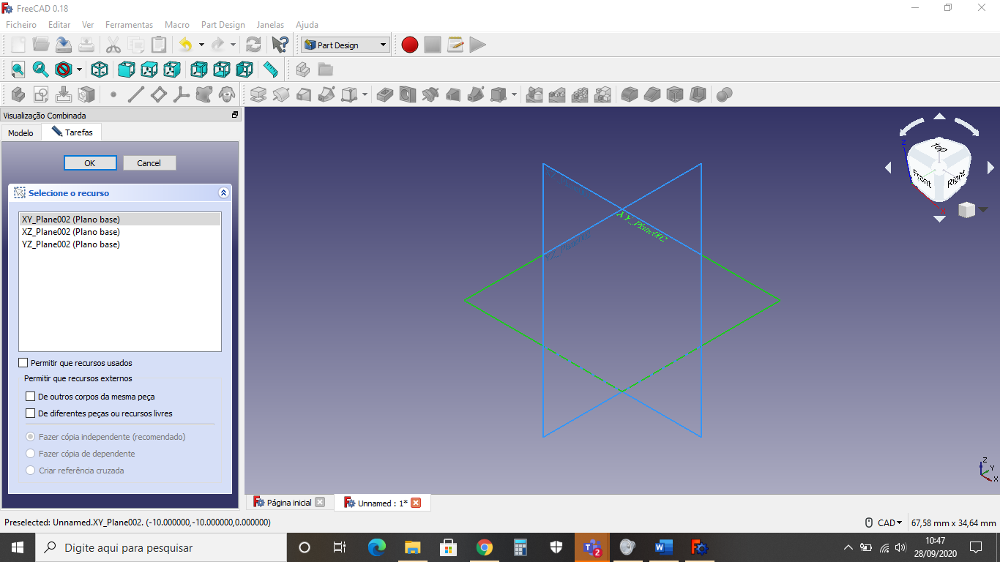 FreeCAD 0.18
Ficheiro Editar Ver Ferramentas Macro Part Design Janelas Ajuda
Part Design
Visualização Combinada
Modelo Tarefas
OK Cancel
Selecione o recurso
XY_Plane002 (Plano base)
XZ_Plane002 (Plano base)
YZ_Plane002 (Plano base)
Permitir que recursos usados
Permitir que recursos externos
De outros corpos da mesma peça
De diferentes peças ou recursos livres
Fazer cópia independente (recomendado)
Fazer cópia de dependente
Criar referência cruzada
XY_Plane002
Z
Top
Front
Right
X
Z
Y
X
Página inicial
Unnamed : 1*
Preselected: Unnamed.XY_Plane002. (-10.000000,-10.000000,0.000000)
CAD
67,58 mm x 34,64 mm
Digite aqui para pesquisar
2
10:47
28/09/2020